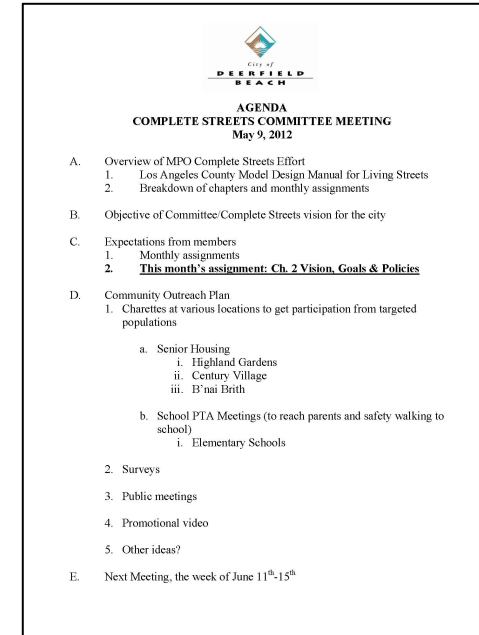 City of
DEERFIELD
BEACH
AGENDA
COMPLETE STREETS COMMITTEE MEETING
May 9, 2012
A. Overview of MPO Complete Streets Effort
1. Los Angeles County Model Design Manual for Living Streets
2. Breakdown of chapters and monthly assignments
B. Objective of Committee/Complete Streets vision for the city
C. Expectations from members
1. Monthly assignments
2. This month's assignment: Ch. 2 Vision, Goals & Policies
D. Community Outreach Plan
1. Charettes at various locations to get participation from targeted
populations
a. Senior Housing
i. Highland Gardens
ii. Century Village
iii. B'nai Brith
b. School PTA Meetings (to reach parents and safety walking to
school)
i. Elementary Schools
2. Surveys
3. Public meetings
4. Promotional video
5. Other ideas?
E. Next Meeting, the week of June 11th-15th